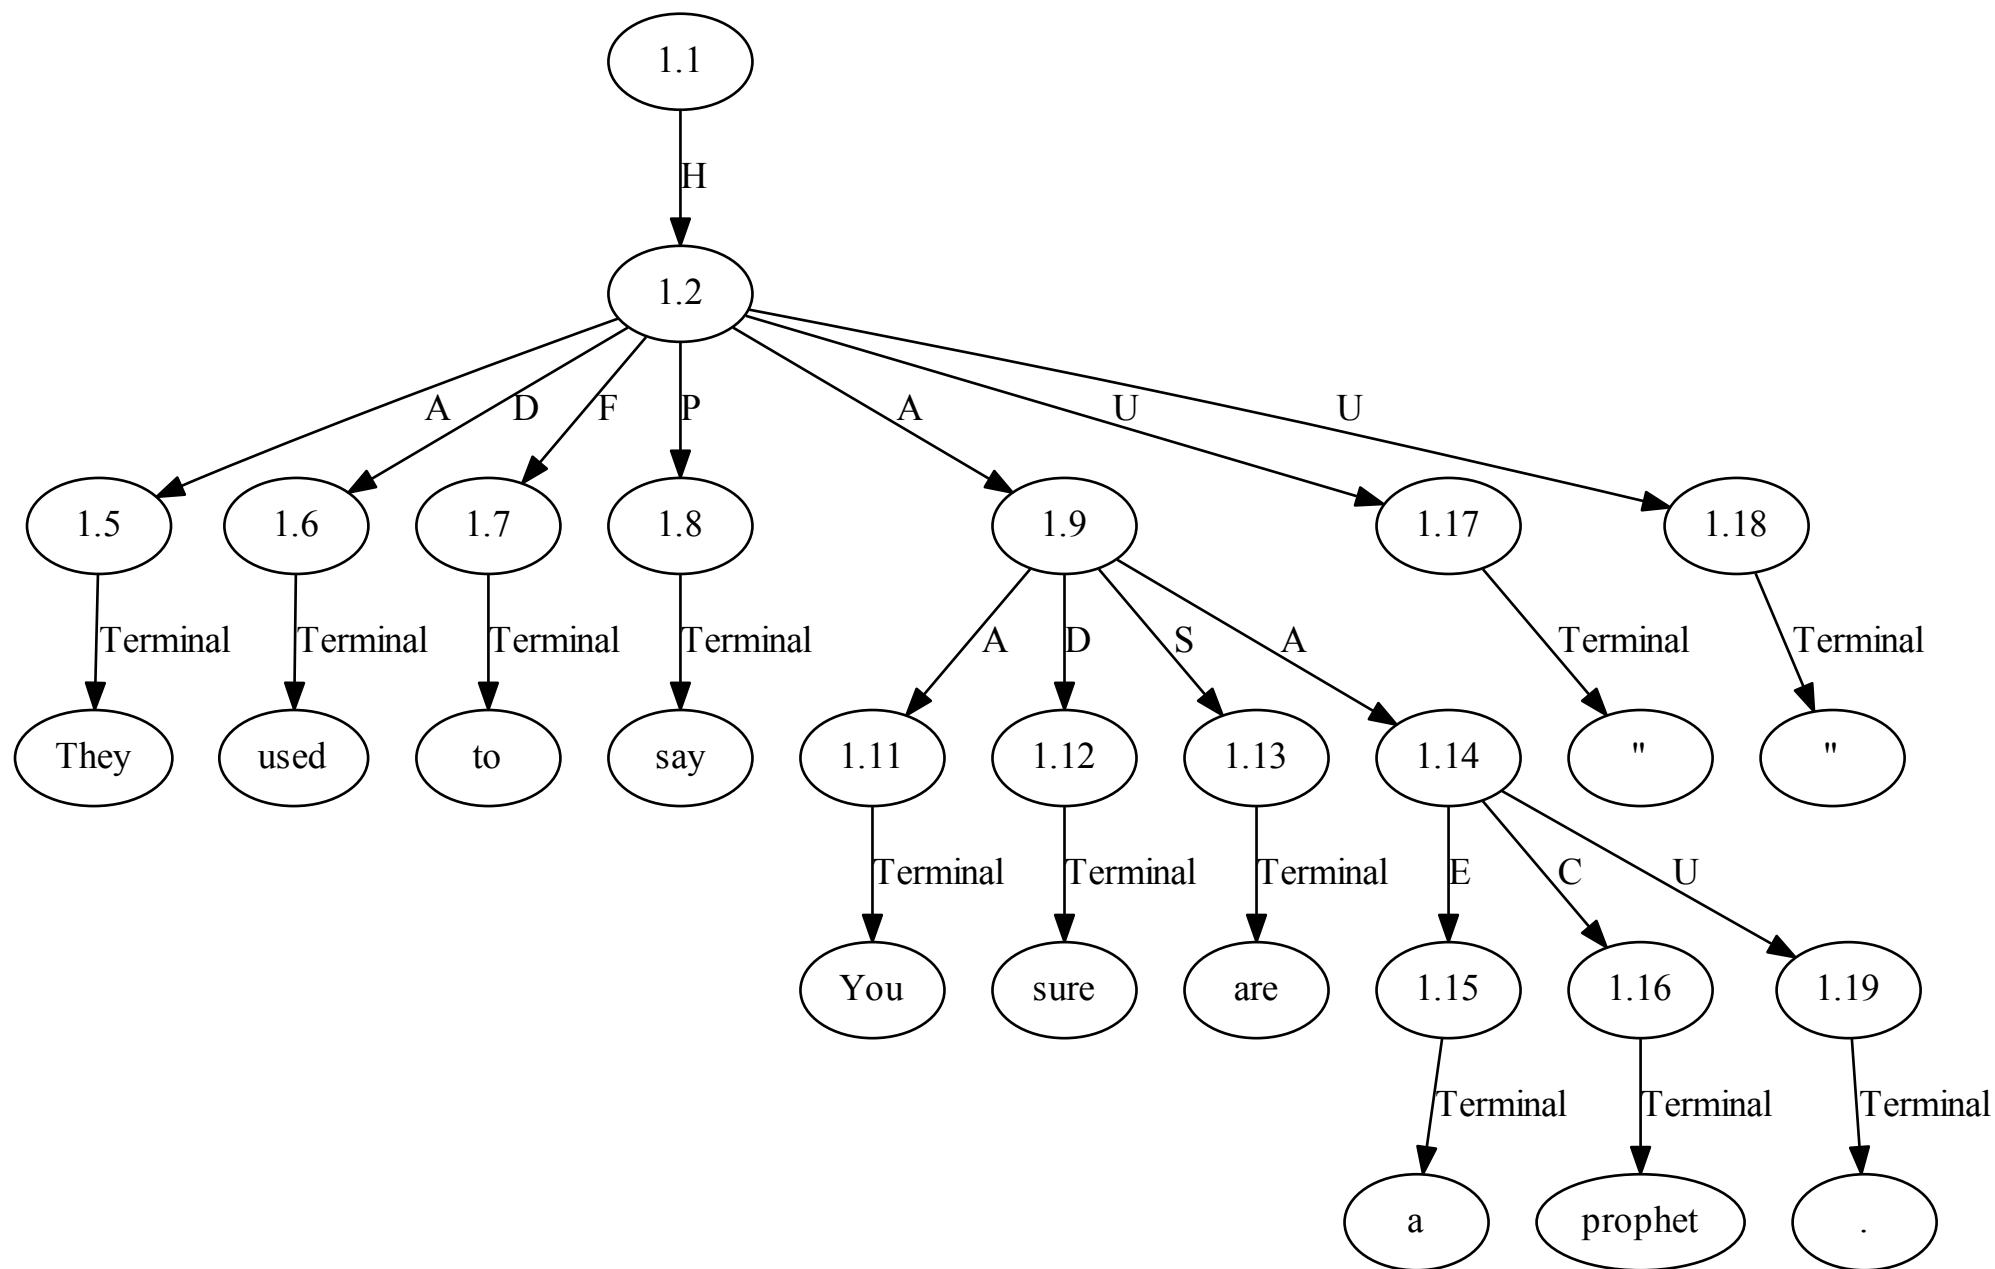 1.1
H
1.2
A D F P A U U
1.5 1.6 1.7 1.8 1.9 1.17 1.18
Terminal Terminal Terminal Terminal A D S A Terminal Terminal
They used to say 1.11 1.12 1.13 1.14 " "
Terminal Terminal Terminal E C U
You sure are 1.15 1.16 1.19
Terminal Terminal Terminal
a prophet .